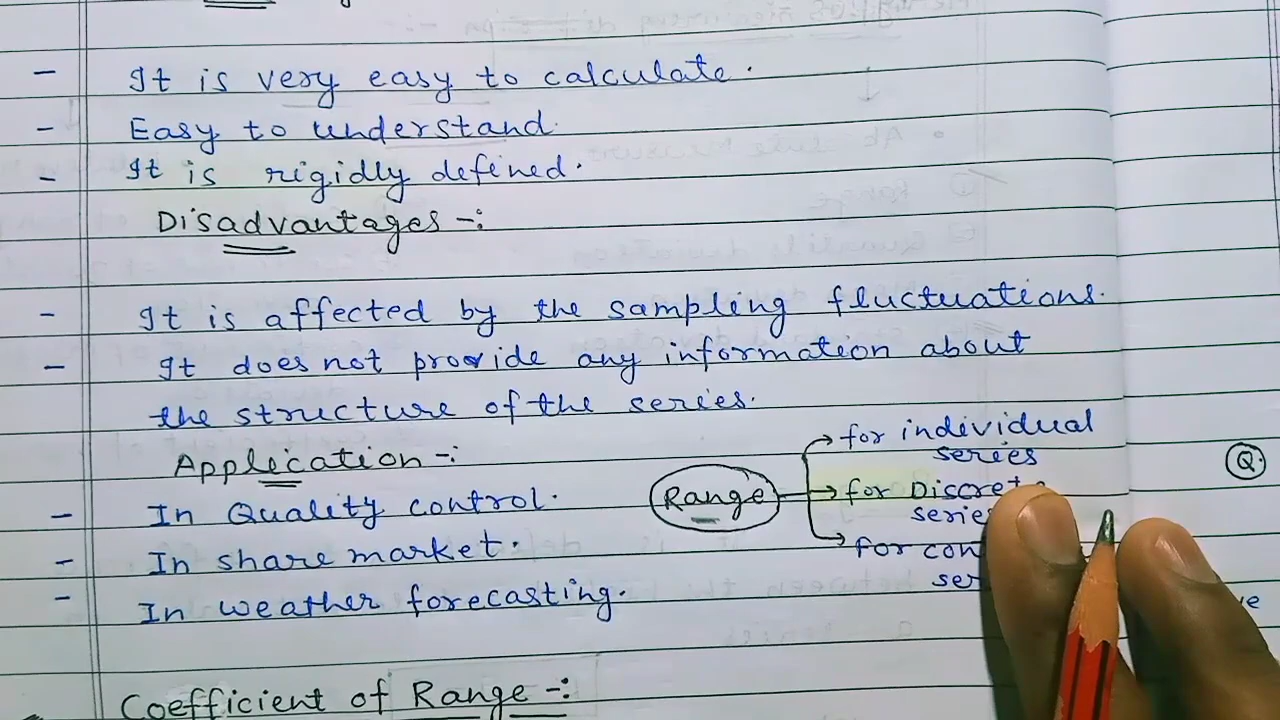 - It is very easy to calculate.
- Easy to understand.
- It is rigidly defined.
Disadvantages -:
- It is affected by the sampling fluctuations.
- It does not provide any information about
the structure of the series.
Application -:
- In Quality control.
- In share market.
- In weather forecasting.
Range
for individual
series
for Discrete
series
for con
ser
Q.
Coefficient of Range -: